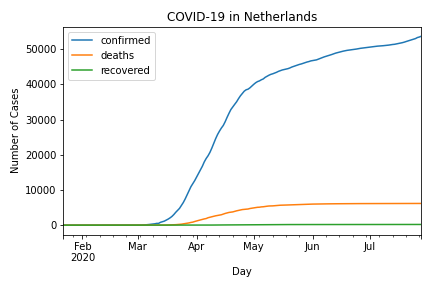 COVID-19 in Netherlands
confirmed
deaths
recovered
Number of Cases
50000
40000
30000
20000
10000
0
Feb
2020
Mar
Apr
May
Jun
Jul
Day